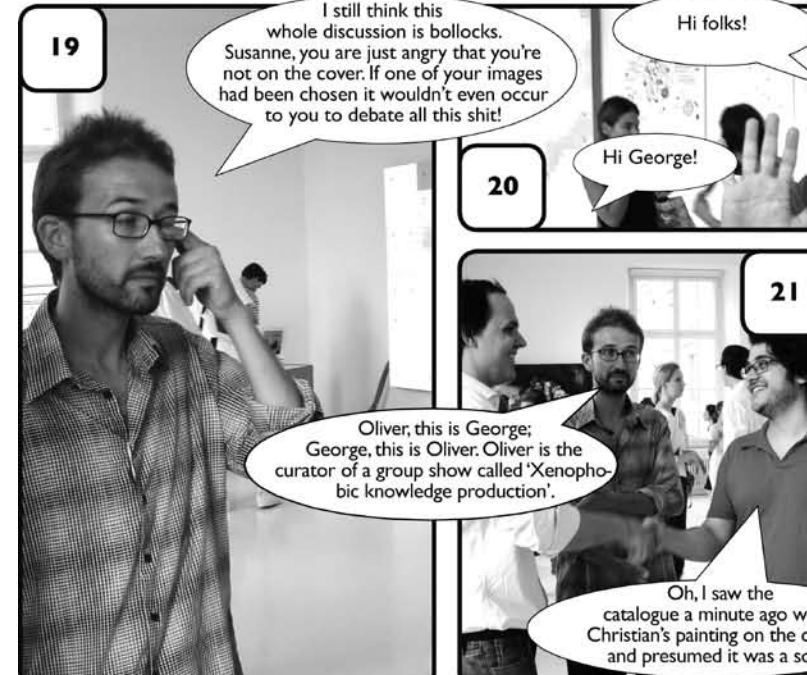 19
I still think this
whole discussion is bollocks.
Susanne, you are just angry that you're
not on the cover. If one of your images
had been chosen it wouldn't even occur
to you to debate all this shit!
Hi folks!
Hi George!
20
21
Oliver, this is George;
George, this is Oliver. Oliver is the
curator of a group show called ‘Xenopho-
bic knowledge production’.
Oh, I saw the
catalogue a minute ago w
Christian's painting on the
and presumed it was a so